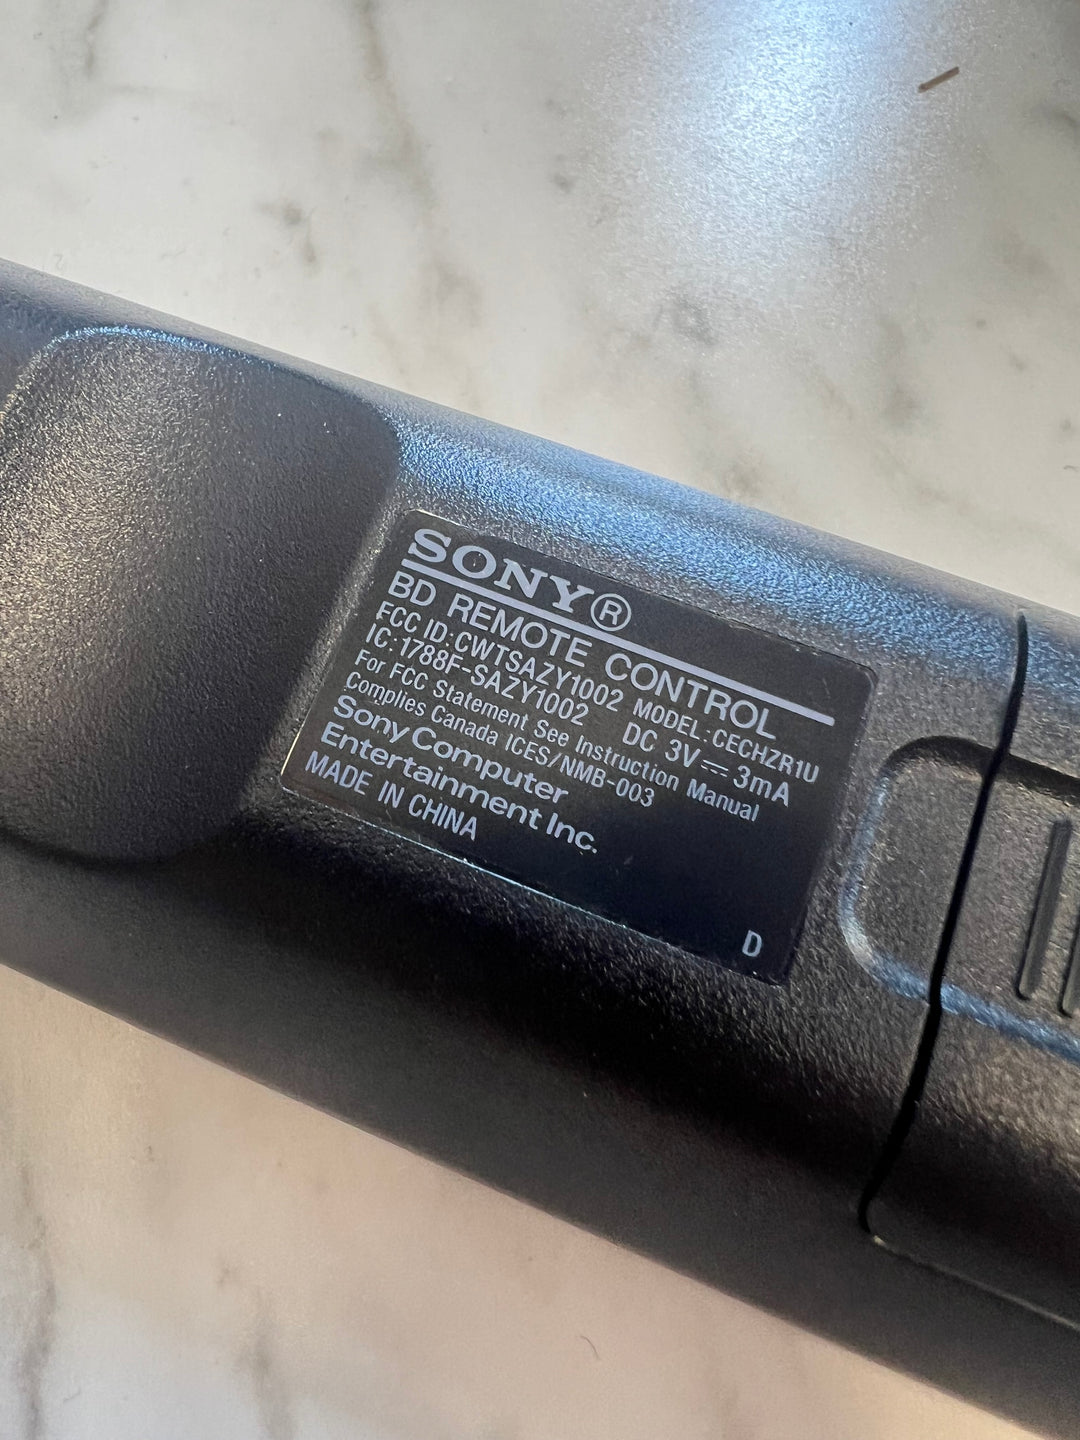 SONY®
BD REMOTE CONTROL
FCC ID:CWTSAZY1002 MODEL:CECHZR1U
IC:1788F-SAZY1002 DC 3V ⎓ 3mA
For FCC Statement See Instruction Manual
Complies Canada ICES/NMB-003
Sony Computer
Entertainment Inc.
MADE IN CHINA
D